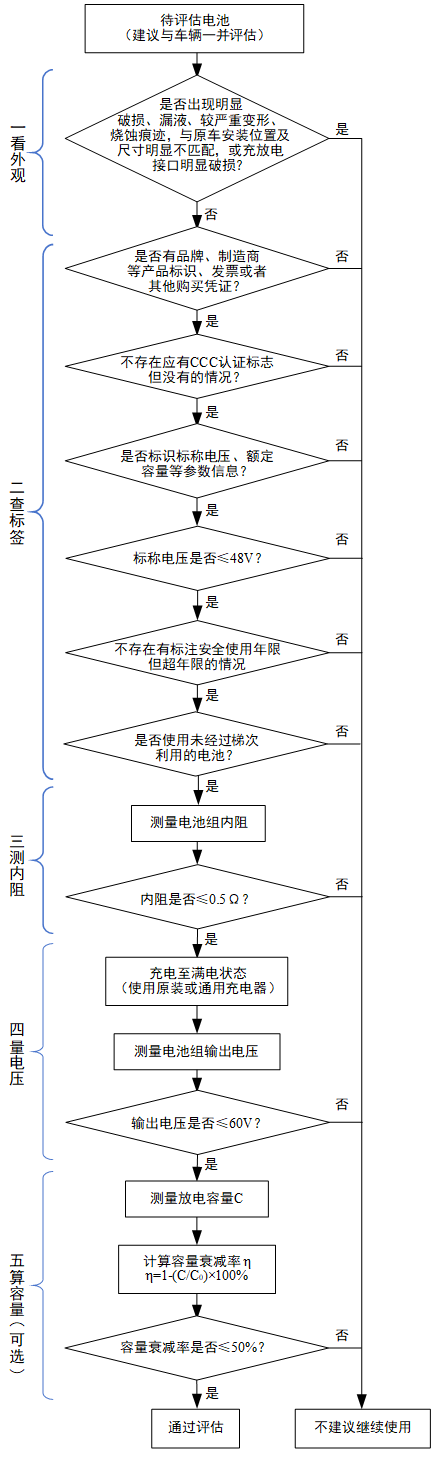 待评估电池
（建议与车辆一并评估）
一看外观
是否出现明显
破损、漏液、较严重变形、
烧蚀痕迹，与原车安装位置及
尺寸明显不匹配，或充放电
接口明显破损？
是
否
二查标签
是否有品牌、制造商
等产品标识、发票或者
其他购买凭证？
否
是
不存在应有CCC认证标志
但没有的情况？
否
是
是否标识标称电压、额定
容量等参数信息？
否
是
标称电压是否≤48V？
否
是
不存在有标注安全使用年限
但超年限的情况
否
是
是否使用未经过梯次
利用的电池？
否
是
三测内阻
测量电池组内阻
内阻是否≤0.5Ω？
否
是
四量电压
充电至满电状态
（使用原装或通用充电器）
测量电池组输出电压
输出电压是否≤60V？
否
是
五算容量（可选）
测量放电容量C
计算容量衰减率η
η=1-(C/C₀)×100%
容量衰减率是否≤50%？
否
是
通过评估
不建议继续使用